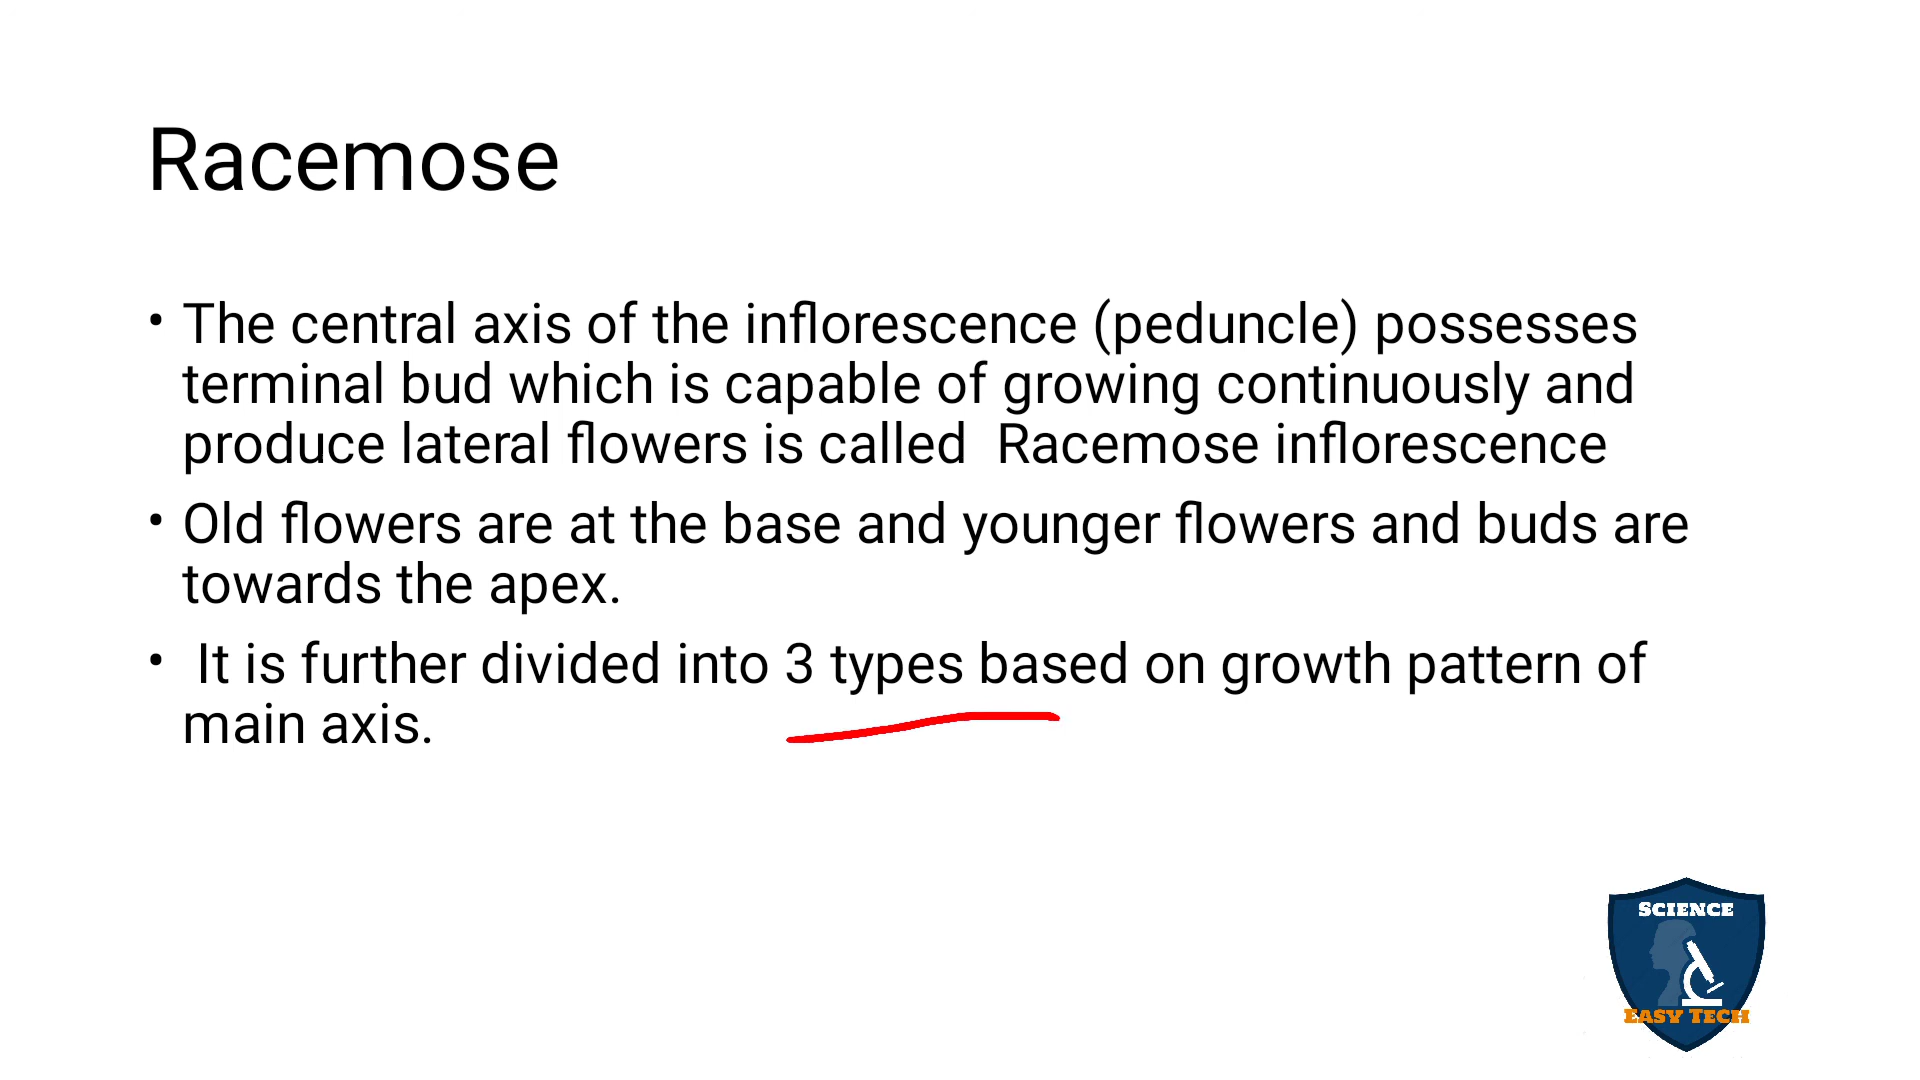 Racemose
• The central axis of the inflorescence (peduncle) possesses
terminal bud which is capable of growing continuously and
produce lateral flowers is called  Racemose inflorescence
• Old flowers are at the base and younger flowers and buds are
towards the apex.
•  It is further divided into 3 types based on growth pattern of
main axis.
SCIENCE
EASY TECH